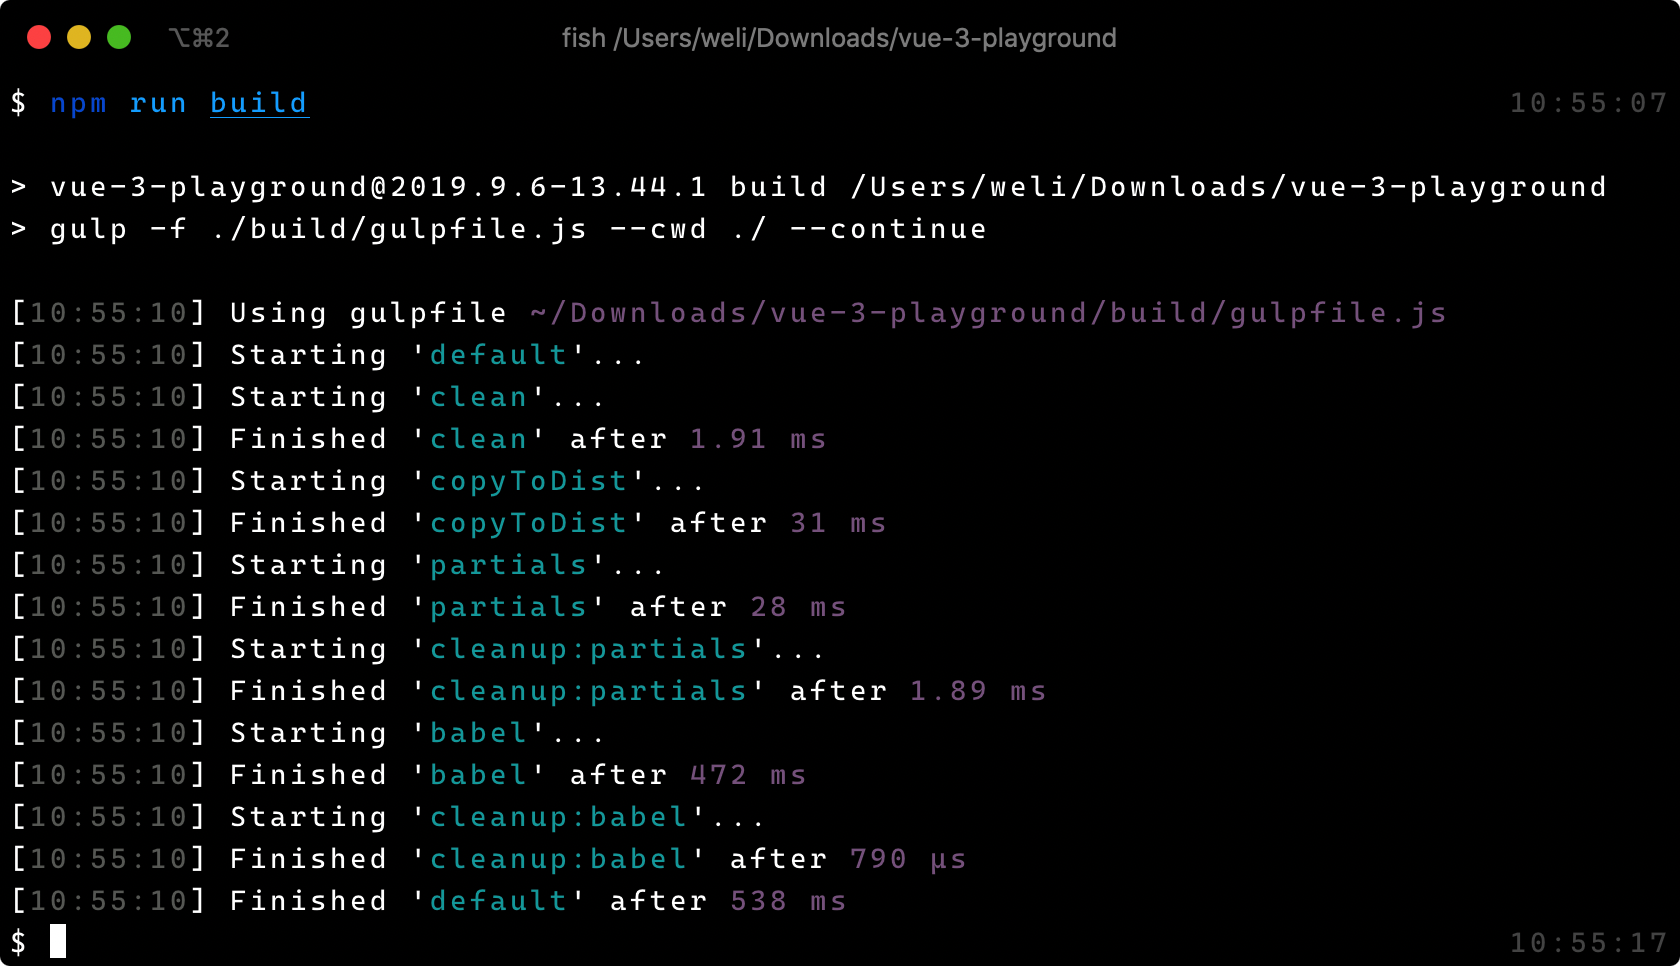 ⌥⌘2 fish /Users/weli/Downloads/vue-3-playground
$ npm run build 10:55:07
> vue-3-playground@2019.9.6-13.44.1 build /Users/weli/Downloads/vue-3-playground
> gulp -f ./build/gulpfile.js --cwd ./ --continue
[10:55:10] Using gulpfile ~/Downloads/vue-3-playground/build/gulpfile.js
[10:55:10] Starting 'default'...
[10:55:10] Starting 'clean'...
[10:55:10] Finished 'clean' after 1.91 ms
[10:55:10] Starting 'copyToDist'...
[10:55:10] Finished 'copyToDist' after 31 ms
[10:55:10] Starting 'partials'...
[10:55:10] Finished 'partials' after 28 ms
[10:55:10] Starting 'cleanup:partials'...
[10:55:10] Finished 'cleanup:partials' after 1.89 ms
[10:55:10] Starting 'babel'...
[10:55:10] Finished 'babel' after 472 ms
[10:55:10] Starting 'cleanup:babel'...
[10:55:10] Finished 'cleanup:babel' after 790 μs
[10:55:10] Finished 'default' after 538 ms
$ 10:55:17